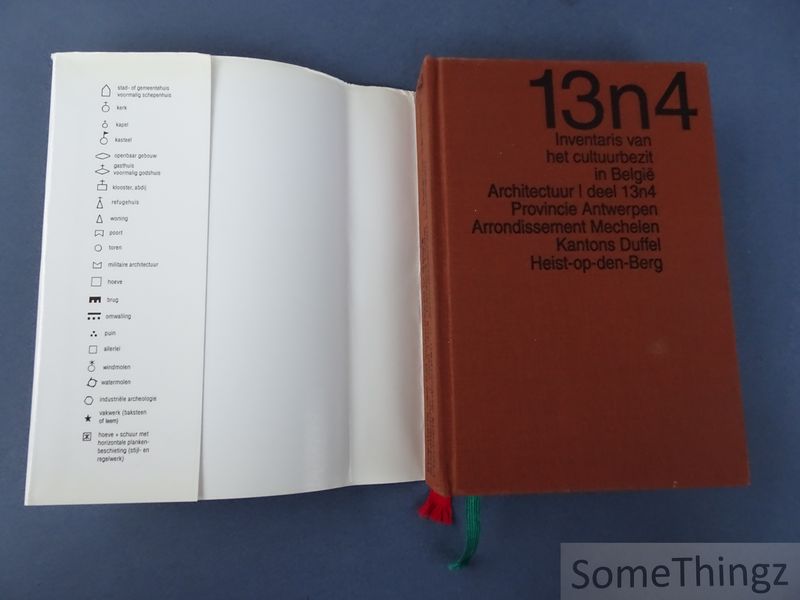 stad- of gemeentehuis
voormalig schepenhuis
kerk
kapel
kasteel
openbaar gebouw
gasthuis
voormalig godshuis
klooster, abdij
refugehuis
woning
poort
toren
militaire architectuur
hoeve
brug
omwalling
puin
allerlei
windmolen
watermolen
industriële archeologie
vakwerk (baksteen
of leem)
hoeve + schuur met
horizontale planken-
beschieting (stijl- en
regelwerk)
13n4
Inventaris van
het cultuurbezit
in België
Architectuur | deel 13n4
Provincie Antwerpen
Arrondissement Mechelen
Kantons Duffel
Heist-op-den-Berg
SomeThingz